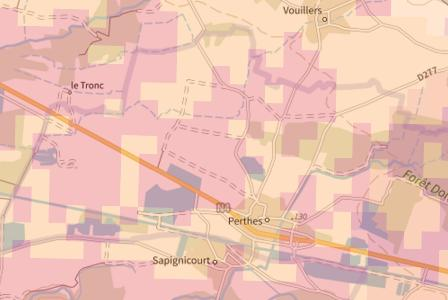 Vouillers
D277
le Tronc
Forêt Do
130
Perthes
Sapignicourt